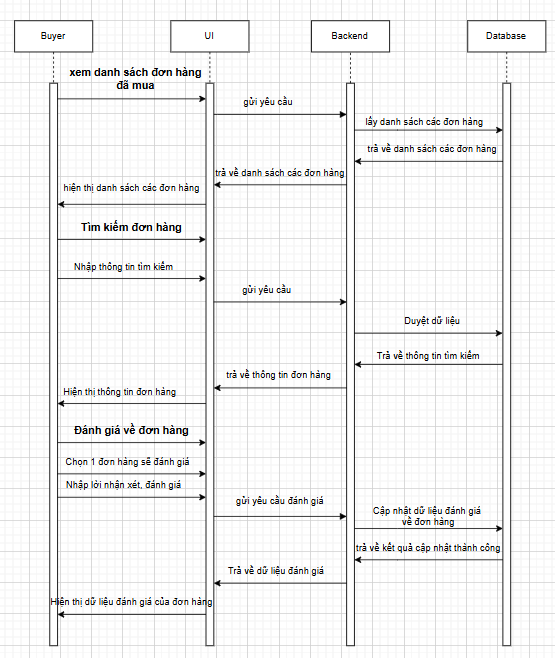 Buyer
UI
Backend
Database
xem danh sách đơn hàng
đã mua
gửi yêu cầu
lấy danh sách các đơn hàng
trả về danh sách các đơn hàng
trả về danh sách các đơn hàng
hiện thị danh sách các đơn hàng
Tìm kiếm đơn hàng
Nhập thông tin tìm kiếm
gửi yêu cầu
Duyệt dữ liệu
Trả về thông tin tìm kiếm
trả về thông tin đơn hàng
Hiện thị thông tin đơn hàng
Đánh giá về đơn hàng
Chọn 1 đơn hàng sẽ đánh giá
Nhập lời nhận xét, đánh giá
gửi yêu cầu đánh giá
Cập nhật dữ liệu đánh giá
về đơn hàng
trả về kết quả cập nhật thành công
Trả về dữ liệu đánh giá
Hiện thị dữ liệu đánh giá của đơn hàng